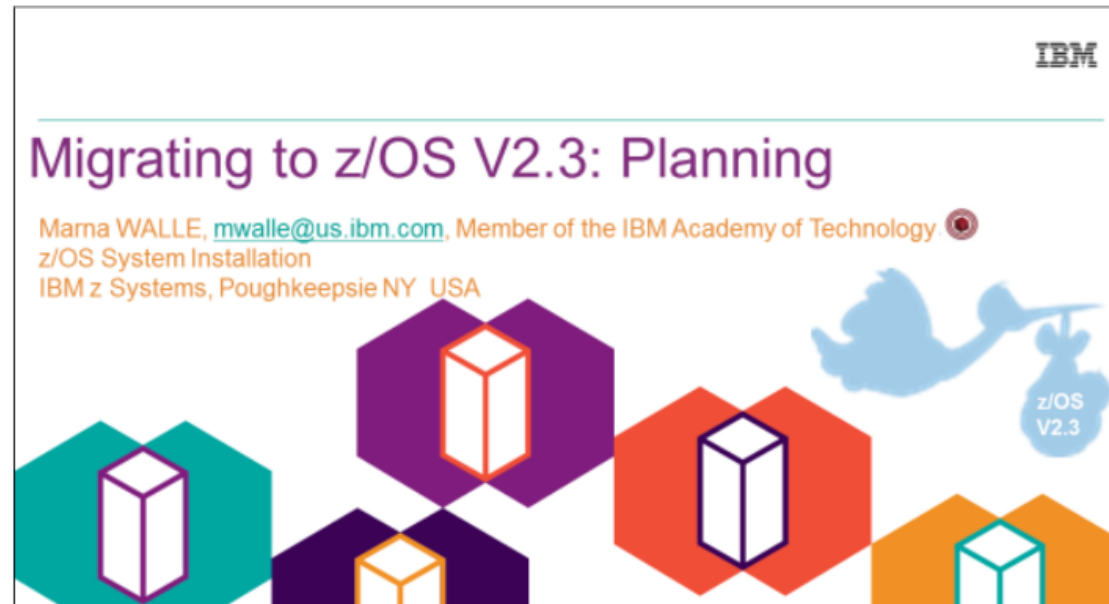 IBM
Migrating to z/OS V2.3: Planning
Marna WALLE, mwalle@us.ibm.com, Member of the IBM Academy of Technology
z/OS System Installation
IBM z Systems, Poughkeepsie NY USA
z/OS
V2.3